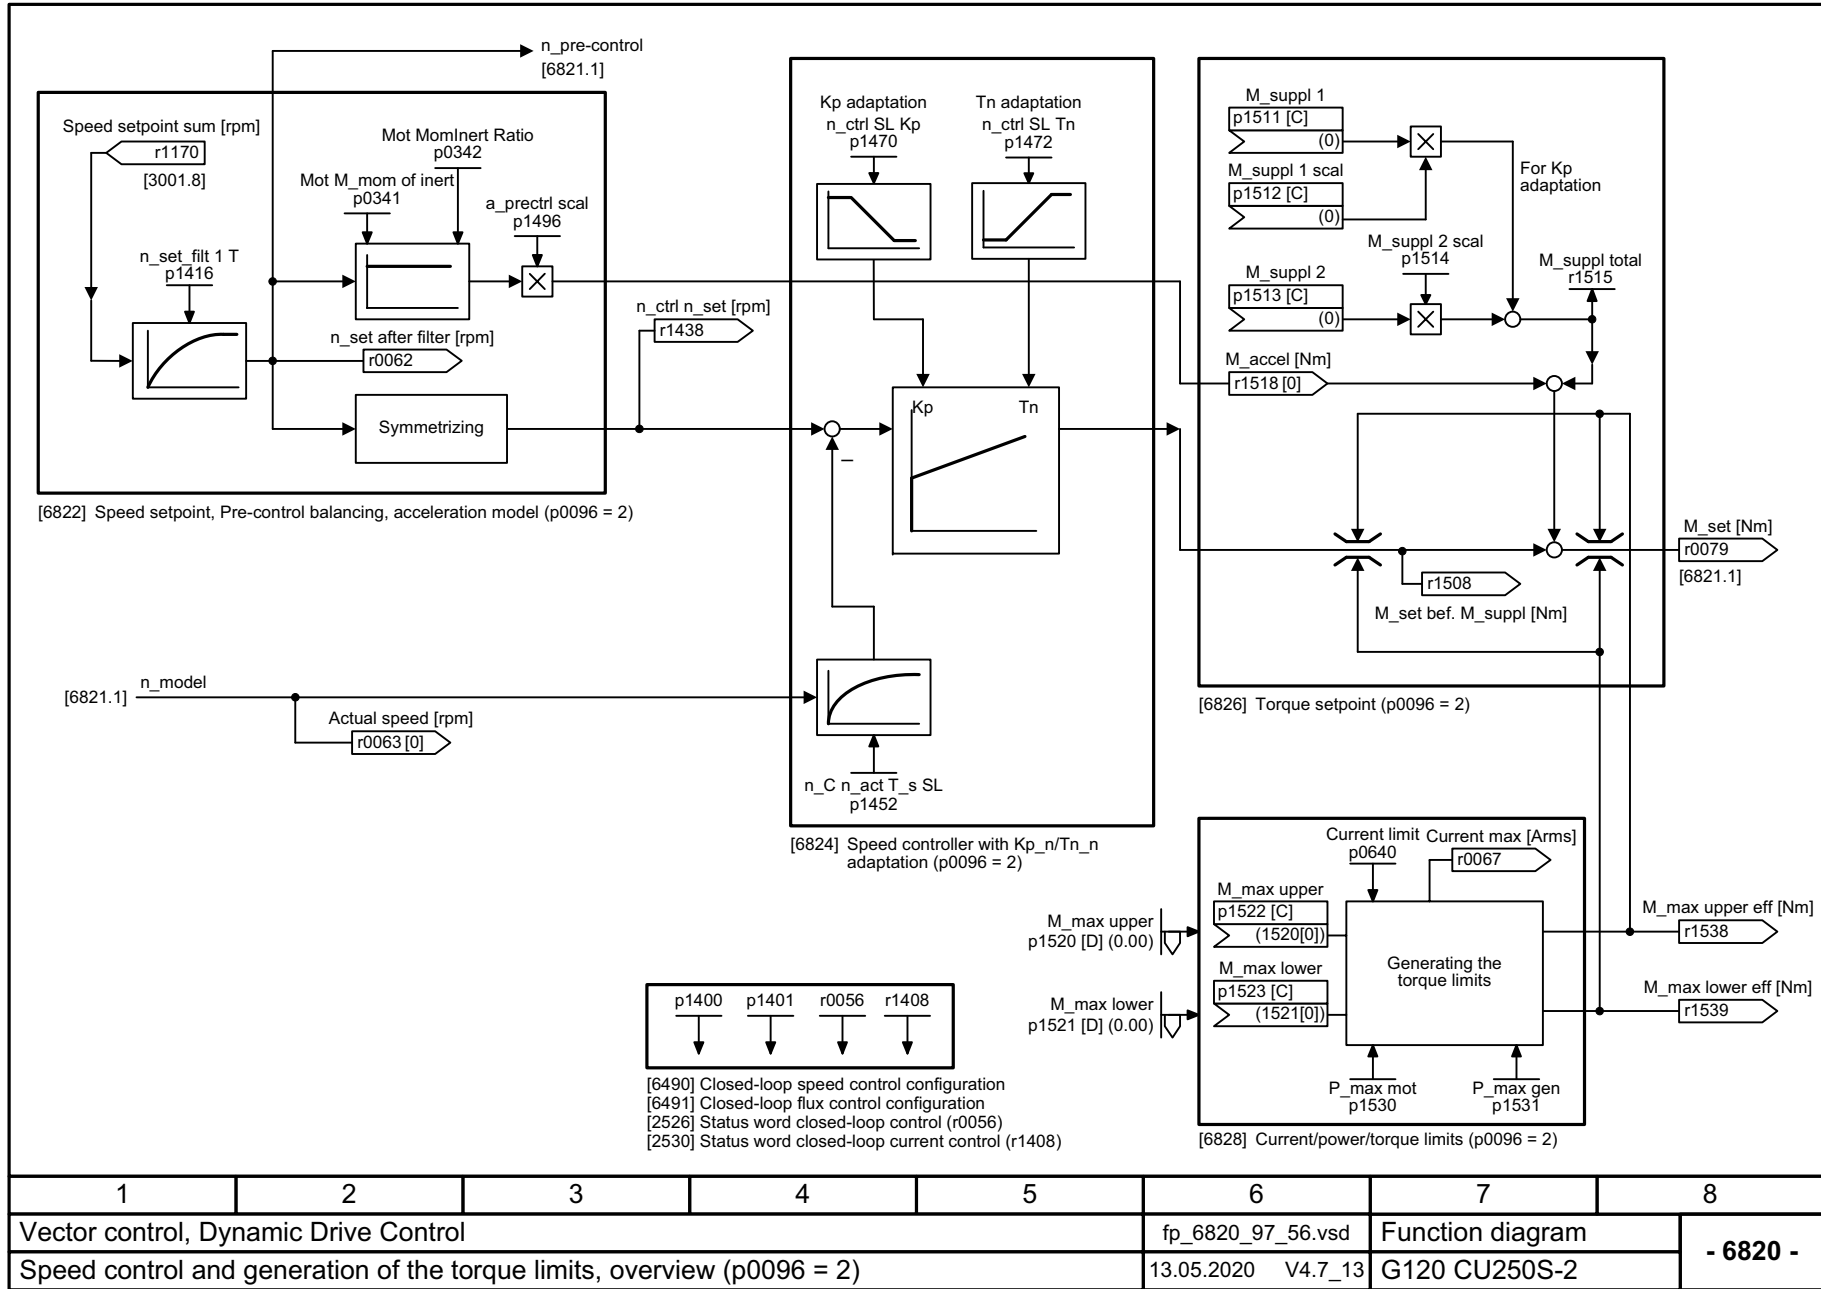 n_pre-control
[6821.1]
Speed setpoint sum [rpm]
r1170
[3001.8]
Mot MomInert Ratio
p0342
Mot M_mom of inert
p0341
a_prectrl scal
p1496
n_set_filt 1 T
p1416
n_set after filter [rpm]
r0062
Symmetrizing
n_ctrl n_set [rpm]
r1438
[6822] Speed setpoint, Pre-control balancing, acceleration model (p0096 = 2)
[6821.1]
n_model
Actual speed [rpm]
r0063 [0]
Kp adaptation
n_ctrl SL Kp
p1470
Tn adaptation
n_ctrl SL Tn
p1472
Kp
Tn
–
n_C n_act T_s SL
p1452
[6824] Speed controller with Kp_n/Tn_n
adaptation (p0096 = 2)
M_suppl 1
p1511 [C]
(0)
M_suppl 1 scal
p1512 [C]
(0)
For Kp
adaptation
M_suppl 2 scal
p1514
M_suppl 2
p1513 [C]
(0)
M_suppl total
r1515
M_accel [Nm]
r1518 [0]
r1508
M_set bef. M_suppl [Nm]
M_set [Nm]
r0079
[6821.1]
[6826] Torque setpoint (p0096 = 2)
Current limit
p0640
Current max [Arms]
r0067
M_max upper
p1520 [D] (0.00)
M_max upper
p1522 [C]
(1520[0])
M_max lower
p1521 [D] (0.00)
M_max lower
p1523 [C]
(1521[0])
Generating the
torque limits
M_max upper eff [Nm]
r1538
M_max lower eff [Nm]
r1539
P_max mot
p1530
P_max gen
p1531
[6828] Current/power/torque limits (p0096 = 2)
p1400 p1401 r0056 r1408
[6490] Closed-loop speed control configuration
[6491] Closed-loop flux control configuration
[2526] Status word closed-loop control (r0056)
[2530] Status word closed-loop current control (r1408)
1 2 3 4 5 6 7 8
Vector control, Dynamic Drive Control
fp_6820_97_56.vsd
Function diagram
- 6820 -
Speed control and generation of the torque limits, overview (p0096 = 2)
13.05.2020 V4.7_13
G120 CU250S-2